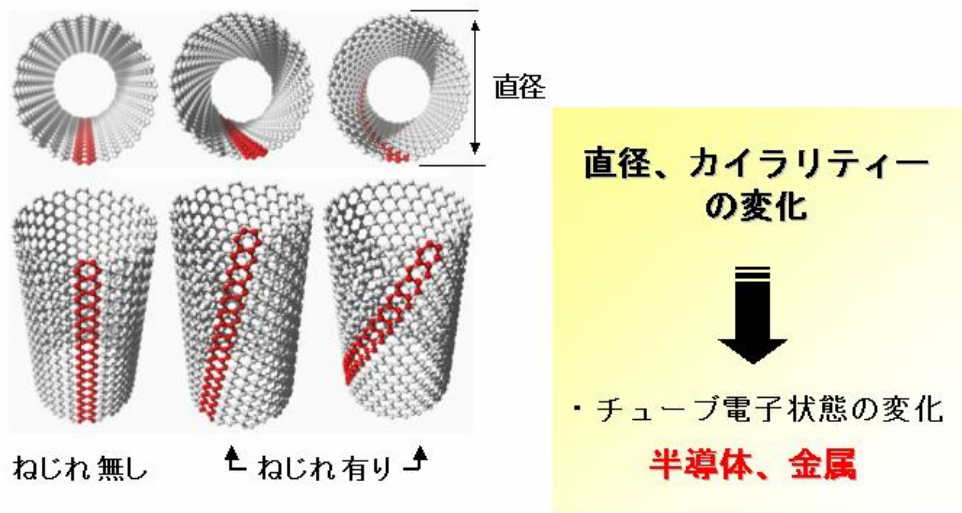 直径
直径、カイラリティー
の変化
・チューブ電子状態の変化
半導体、金属
ねじれ無し
ねじれ有り